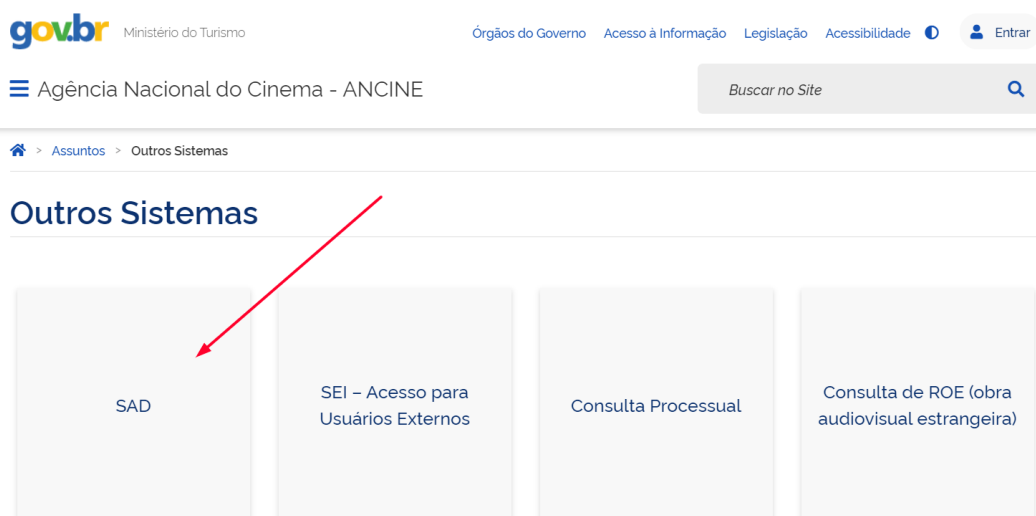 gov.br Ministério do Turismo Órgãos do Governo Acesso à Informação Legislação Acessibilidade Entrar
Agência Nacional do Cinema - ANCINE Buscar no Site
> Assuntos > Outros Sistemas
Outros Sistemas
SAD
SEI – Acesso para
Usuários Externos
Consulta Processual
Consulta de ROE (obra
audiovisual estrangeira)